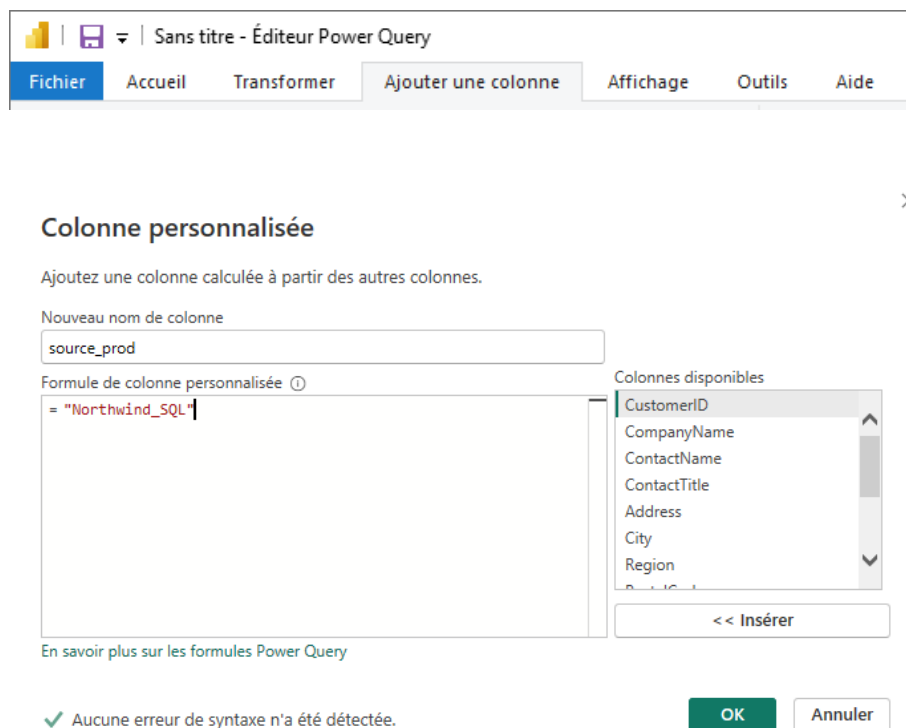 Sans titre - Éditeur Power Query
Fichier Accueil Transformer Ajouter une colonne Affichage Outils Aide
Colonne personnalisée
Ajoutez une colonne calculée à partir des autres colonnes.
Nouveau nom de colonne
source_prod
Formule de colonne personnalisée
= "Northwind_SQL"
Colonnes disponibles
CustomerID
CompanyName
ContactName
ContactTitle
Address
City
Region
<< Insérer
En savoir plus sur les formules Power Query
Aucune erreur de syntaxe n'a été détectée.
OK Annuler